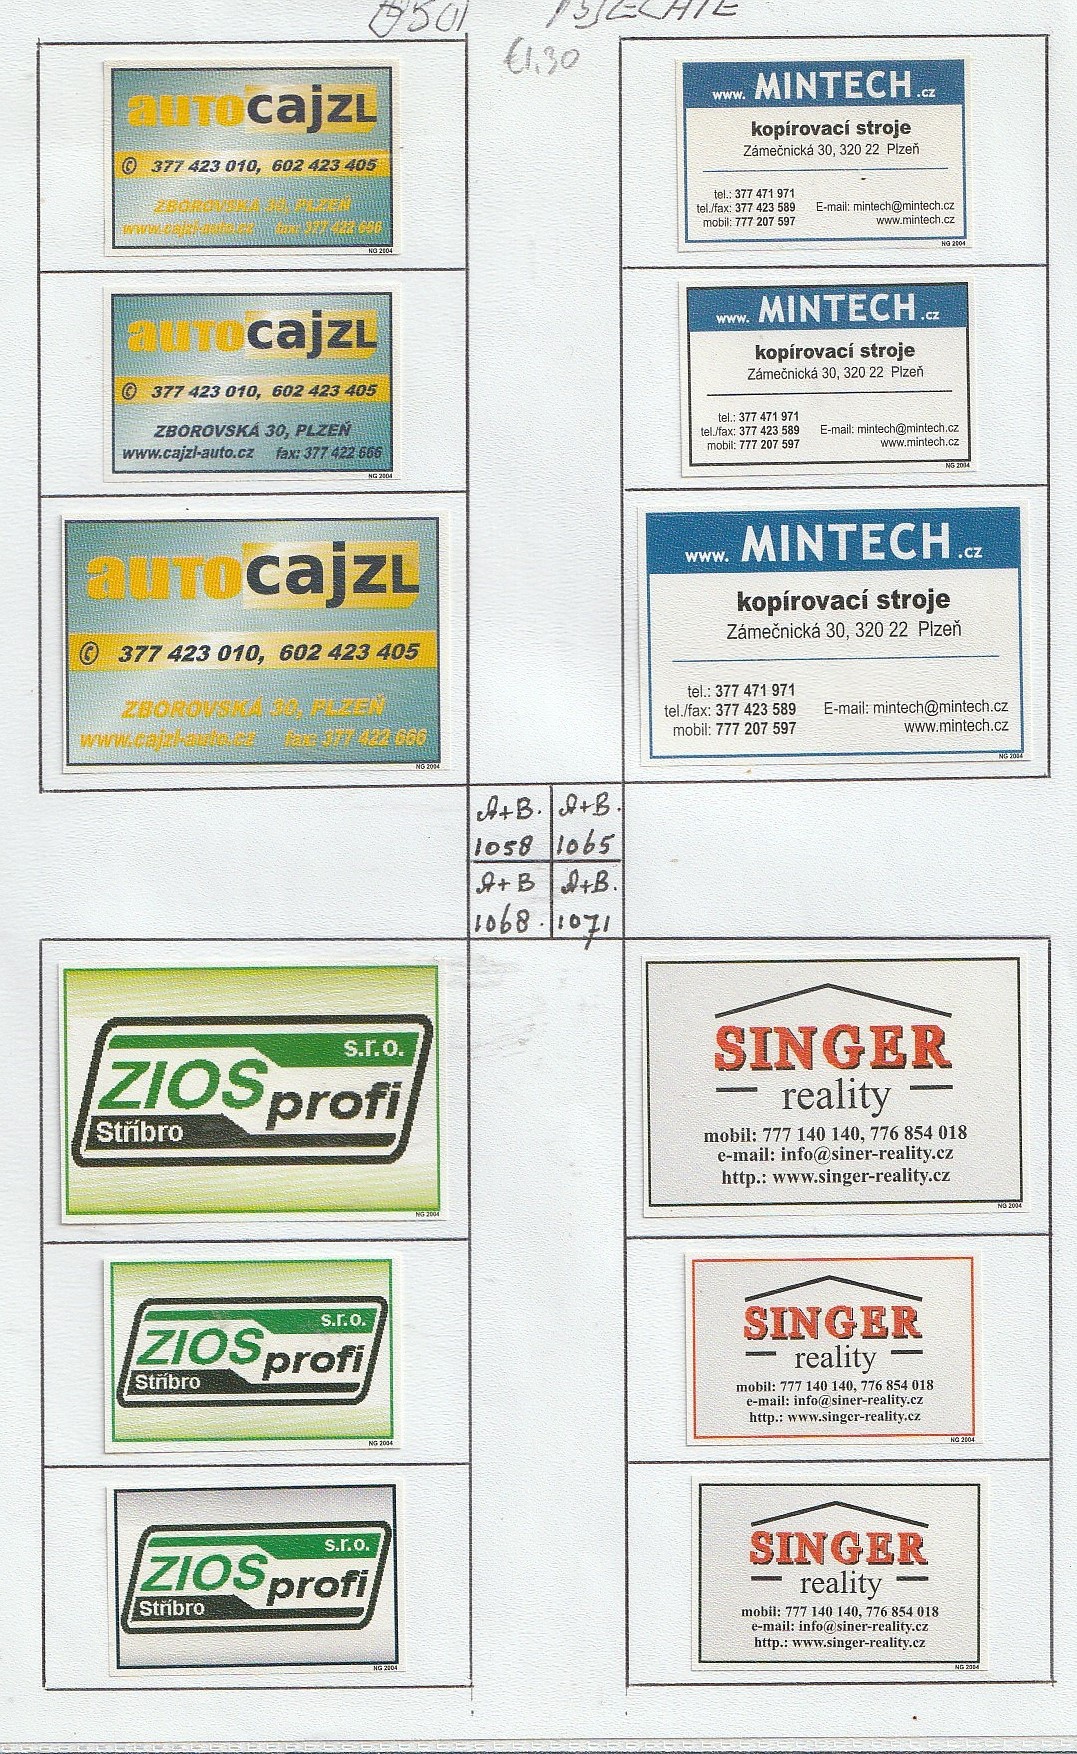 €1,30
autocajzl
© 377 423 010, 602 423 405
ZBOROVSKÁ 30, PLZEŇ
www.cajzl-auto.cz fax: 377 422 666
NG 2004
www. MINTECH.cz
kopírovací stroje
Zámečnická 30, 320 22 Plzeň
tel.: 377 471 971
tel./fax: 377 423 589 E-mail: mintech@mintech.cz
mobil: 777 207 597 www.mintech.cz
NG 2004
autocajzl
© 377 423 010, 602 423 405
ZBOROVSKÁ 30, PLZEŇ
www.cajzl-auto.cz fax: 377 422 666
NG 2004
www. MINTECH.cz
kopírovací stroje
Zámečnická 30, 320 22 Plzeň
tel.: 377 471 971
tel./fax: 377 423 589 E-mail: mintech@mintech.cz
mobil: 777 207 597 www.mintech.cz
NG 2004
autocajzl
© 377 423 010, 602 423 405
ZBOROVSKÁ 30, PLZEŇ
www.cajzl-auto.cz fax: 377 422 666
NG 2004
www. MINTECH.cz
kopírovací stroje
Zámečnická 30, 320 22 Plzeň
tel.: 377 471 971
tel./fax: 377 423 589 E-mail: mintech@mintech.cz
mobil: 777 207 597 www.mintech.cz
NG 2004
A+B. A+B.
1058 1065
A+B A+B.
1068. 1071
s.r.o.
ZIOS profi
Stříbro
NG 2004
SINGER
reality
mobil: 777 140 140, 776 854 018
e-mail: info@siner-reality.cz
http.: www.singer-reality.cz
NG 2004
s.r.o.
ZIOS profi
Stříbro
NG 2004
SINGER
reality
mobil: 777 140 140, 776 854 018
e-mail: info@siner-reality.cz
http.: www.singer-reality.cz
NG 2004
s.r.o.
ZIOS profi
Stříbro
NG 2004
SINGER
reality
mobil: 777 140 140, 776 854 018
e-mail: info@siner-reality.cz
http.: www.singer-reality.cz
NG 2004